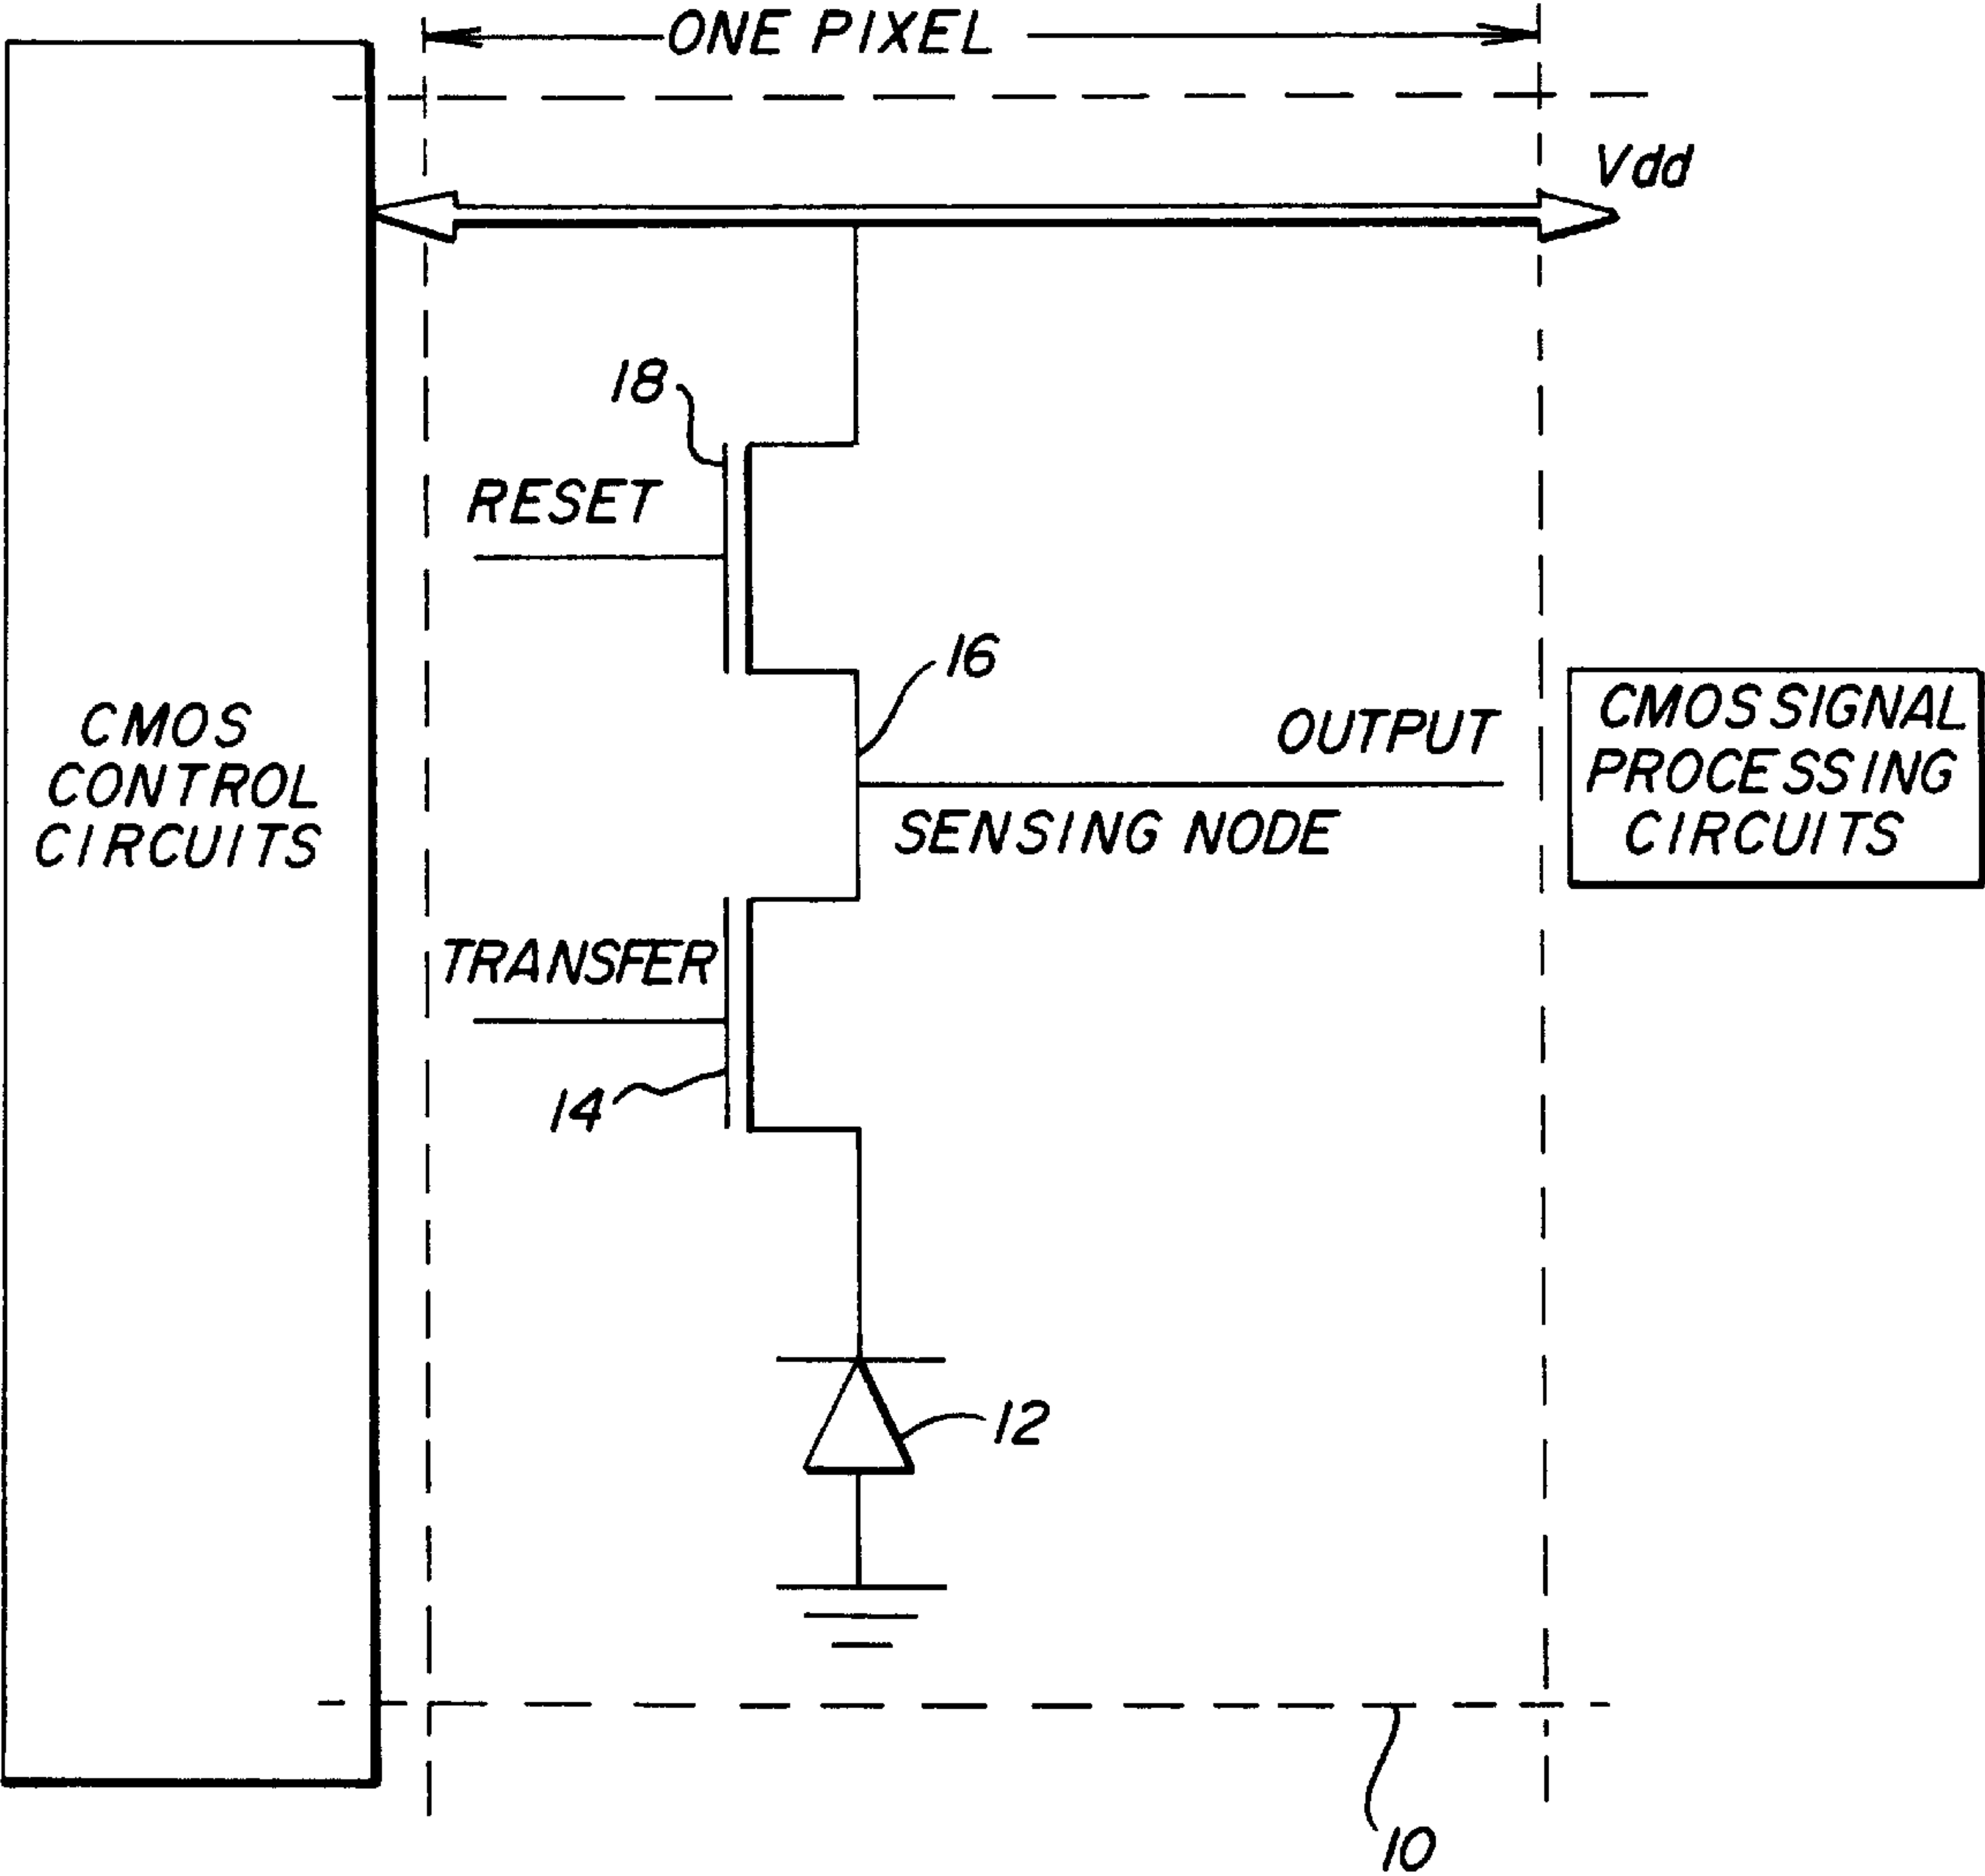 ONE PIXEL
Vdd
18
RESET
16
OUTPUT
SENSING NODE
CMOS
CONTROL
CIRCUITS
CMOS SIGNAL
PROCESSING
CIRCUITS
TRANSFER
14
12
10